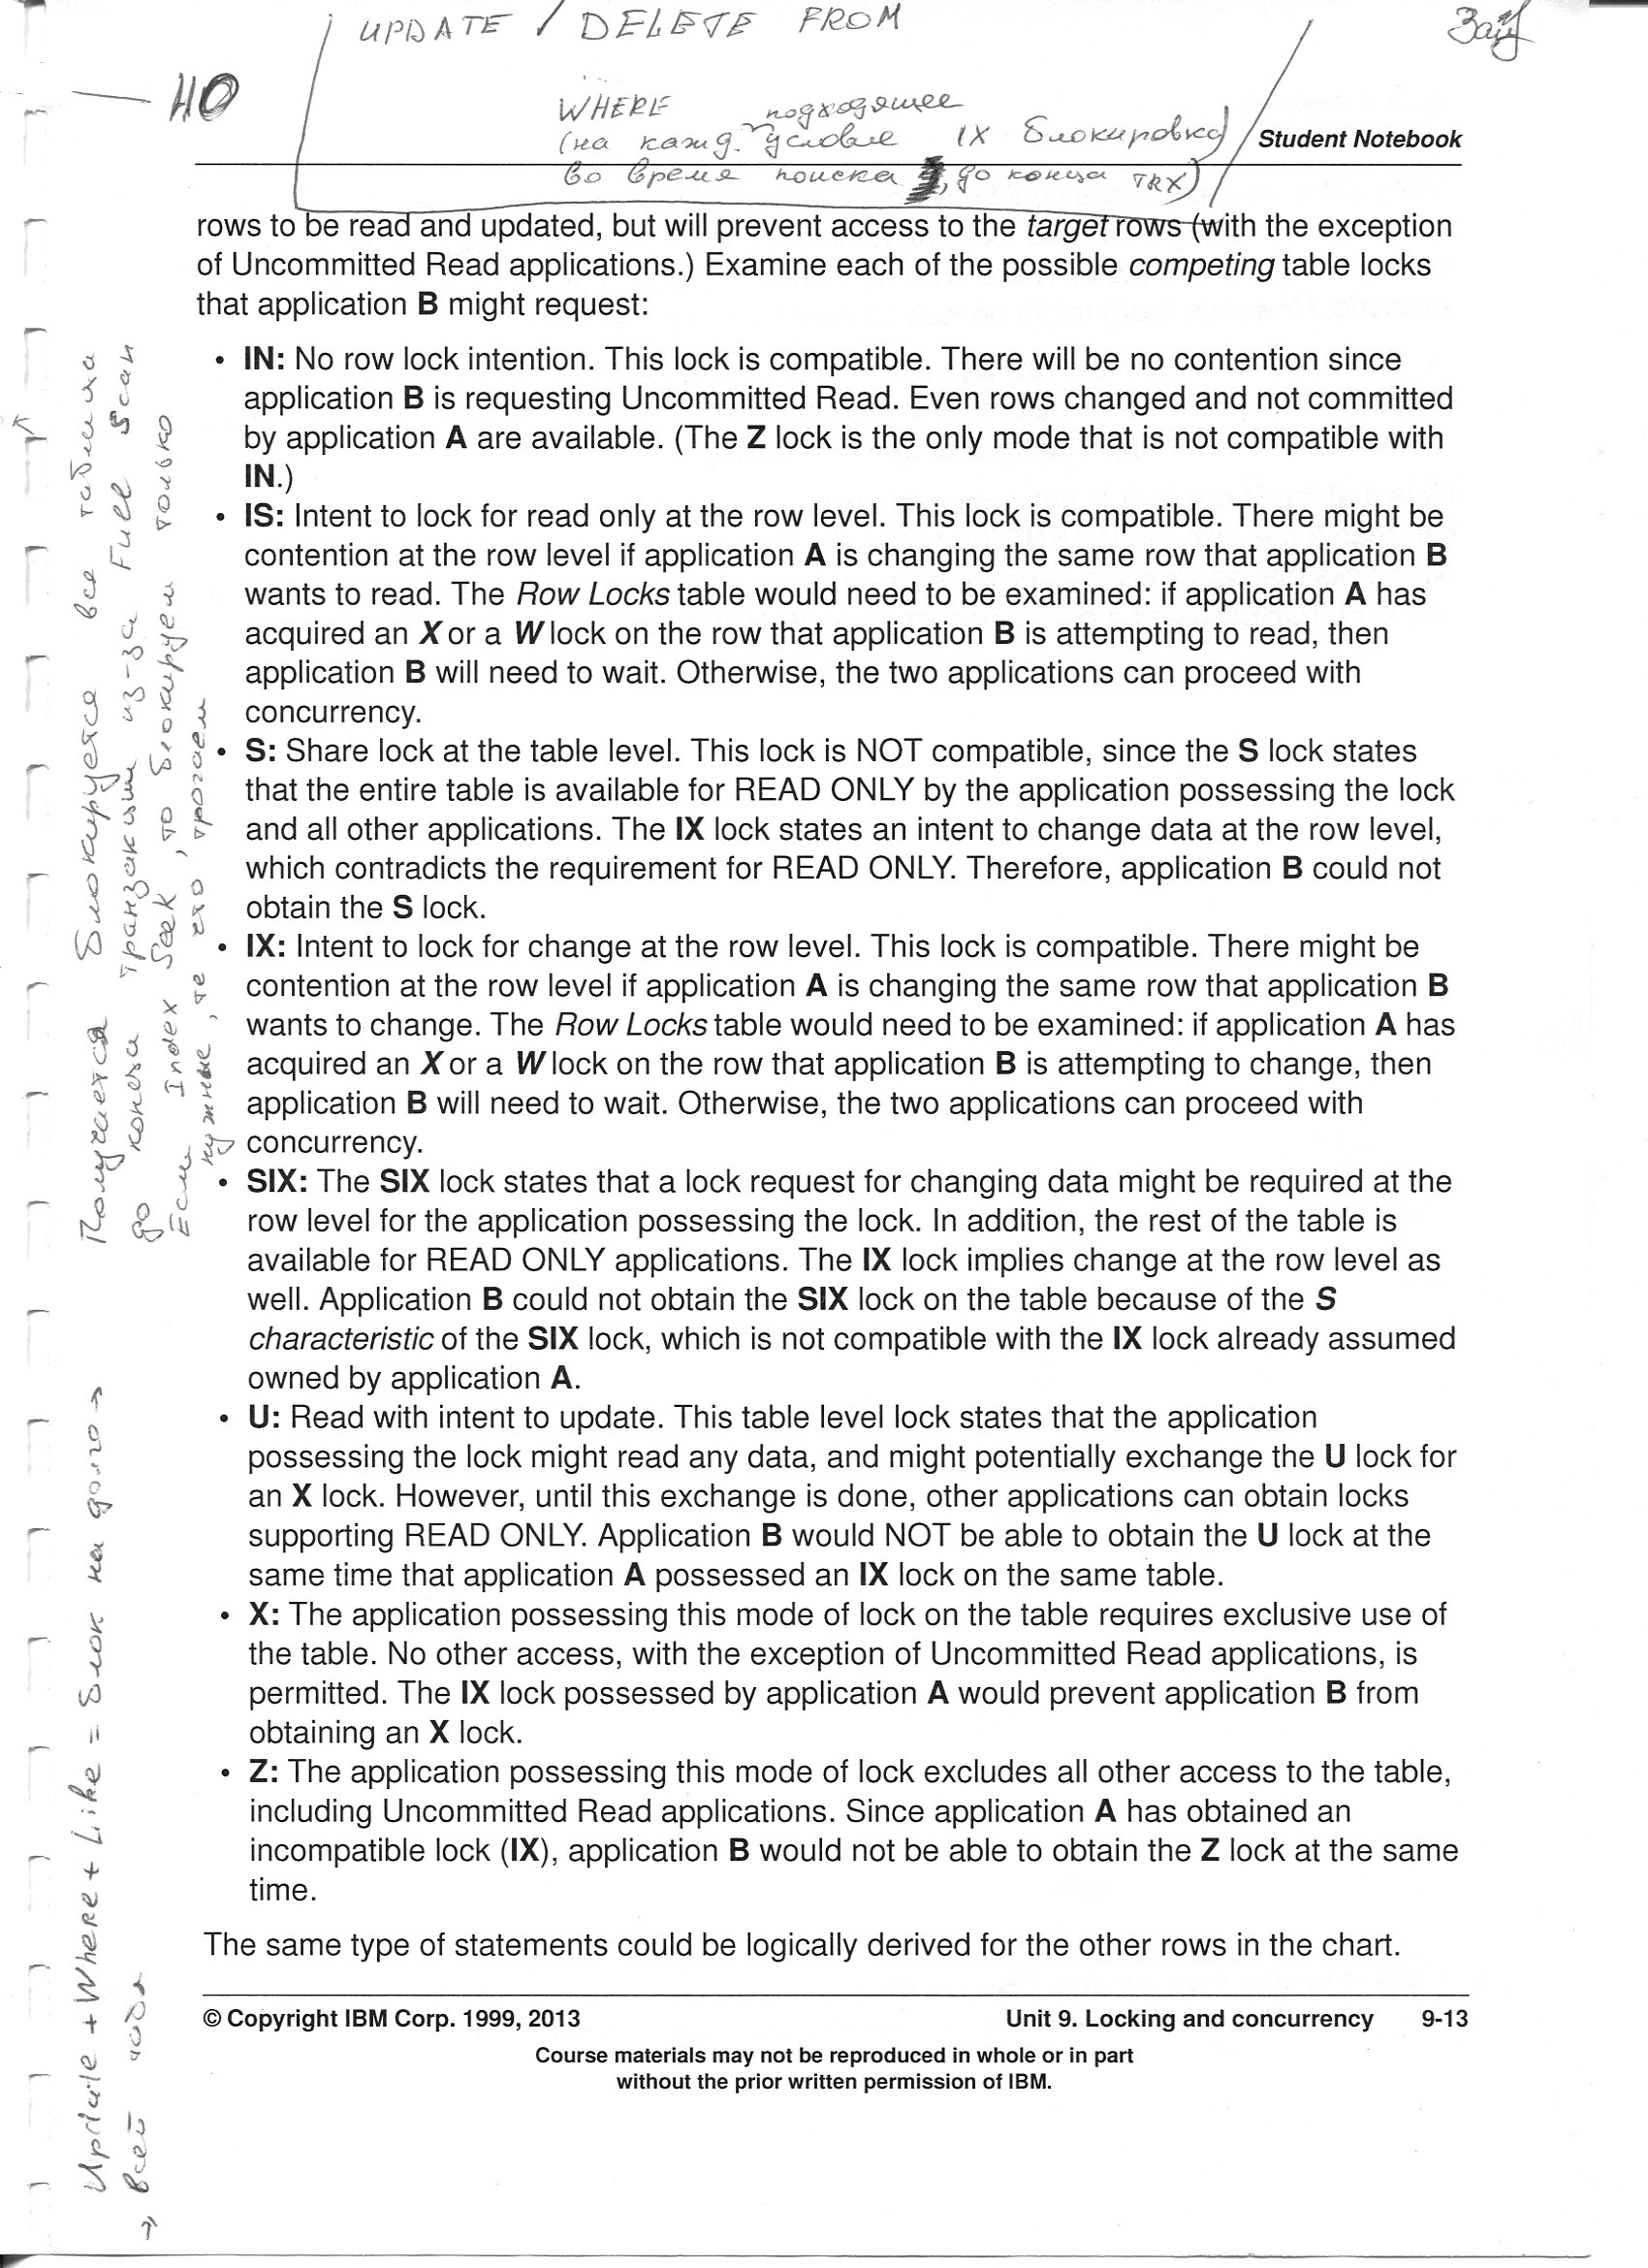 UPDATE / DELETE FROM
НО
WHERE подходящее
(на кажд. условие IX блокировка
во время поиска, до конца TRX)
Student Notebook
rows to be read and updated, but will prevent access to the target rows (with the exception
of Uncommitted Read applications.) Examine each of the possible competing table locks
that application B might request:
• IN: No row lock intention. This lock is compatible. There will be no contention since
application B is requesting Uncommitted Read. Even rows changed and not committed
by application A are available. (The Z lock is the only mode that is not compatible with
IN.)
• IS: Intent to lock for read only at the row level. This lock is compatible. There might be
contention at the row level if application A is changing the same row that application B
wants to read. The Row Locks table would need to be examined: if application A has
acquired an X or a W lock on the row that application B is attempting to read, then
application B will need to wait. Otherwise, the two applications can proceed with
concurrency.
• S: Share lock at the table level. This lock is NOT compatible, since the S lock states
that the entire table is available for READ ONLY by the application possessing the lock
and all other applications. The IX lock states an intent to change data at the row level,
which contradicts the requirement for READ ONLY. Therefore, application B could not
obtain the S lock.
• IX: Intent to lock for change at the row level. This lock is compatible. There might be
contention at the row level if application A is changing the same row that application B
wants to change. The Row Locks table would need to be examined: if application A has
acquired an X or a W lock on the row that application B is attempting to change, then
application B will need to wait. Otherwise, the two applications can proceed with
concurrency.
• SIX: The SIX lock states that a lock request for changing data might be required at the
row level for the application possessing the lock. In addition, the rest of the table is
available for READ ONLY applications. The IX lock implies change at the row level as
well. Application B could not obtain the SIX lock on the table because of the S
characteristic of the SIX lock, which is not compatible with the IX lock already assumed
owned by application A.
• U: Read with intent to update. This table level lock states that the application
possessing the lock might read any data, and might potentially exchange the U lock for
an X lock. However, until this exchange is done, other applications can obtain locks
supporting READ ONLY. Application B would NOT be able to obtain the U lock at the
same time that application A possessed an IX lock on the same table.
• X: The application possessing this mode of lock on the table requires exclusive use of
the table. No other access, with the exception of Uncommitted Read applications, is
permitted. The IX lock possessed by application A would prevent application B from
obtaining an X lock.
• Z: The application possessing this mode of lock excludes all other access to the table,
including Uncommitted Read applications. Since application A has obtained an
incompatible lock (IX), application B would not be able to obtain the Z lock at the same
time.
The same type of statements could be logically derived for the other rows in the chart.
© Copyright IBM Corp. 1999, 2013 Unit 9. Locking and concurrency 9-13
Course materials may not be reproduced in whole or in part
without the prior written permission of IBM.
Получается блокируется вся таблица
до конца транзакции из-за Full Scan
Если Index Seek, то блокируем только
нужные, те что трогаем
Update + Where + Like = блок на долго →
→ всей